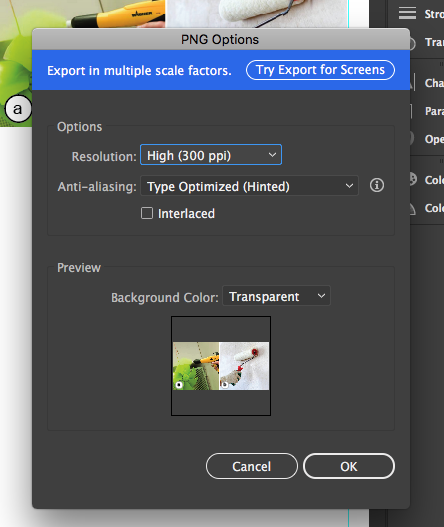 PNG Options
Export in multiple scale factors.
Try Export for Screens
Stro
Tran
Cha
Para
Ope
Colo
Colo
a
Options
Resolution: High (300 ppi)
Anti-aliasing: Type Optimized (Hinted)
Interlaced
Preview
Background Color: Transparent
a
b
Cancel
OK